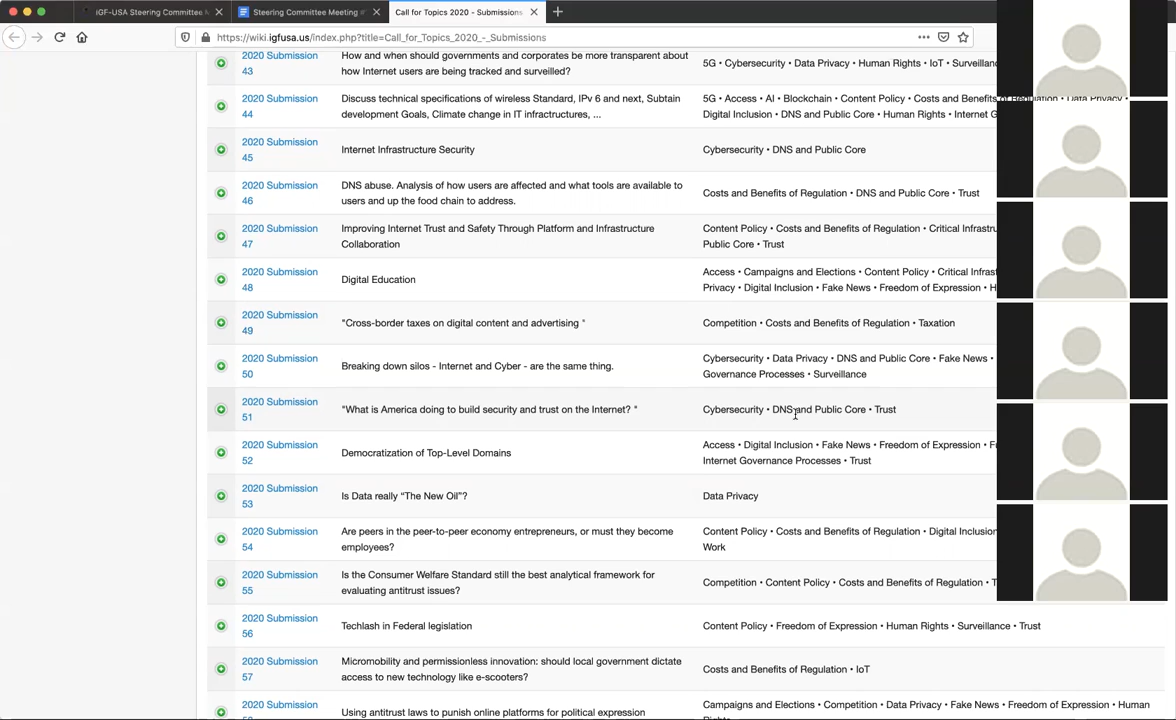 iGF-USA Steering Committee M
Steering Committee Meeting
Call for Topics 2020 - Submissions
https://wiki.igfusa.us/index.php?title=Call_for_Topics_2020_-_Submissions
2020 Submission 43
How and when should governments and corporates be more transparent about
how Internet users are being tracked and surveilled?
5G • Cybersecurity • Data Privacy • Human Rights • IoT • Surveillanc
2020 Submission 44
Discuss technical specifications of wireless Standard, IPv 6 and next, Subtain
development Goals, Climate change in IT infractructures, ...
5G • Access • AI • Blockchain • Content Policy • Costs and Benefits of Regulation • Data Privacy •
Digital Inclusion • DNS and Public Core • Human Rights • Internet G
2020 Submission 45
Internet Infrastructure Security
Cybersecurity • DNS and Public Core
2020 Submission 46
DNS abuse. Analysis of how users are affected and what tools are available to
users and up the food chain to address.
Costs and Benefits of Regulation • DNS and Public Core • Trust
2020 Submission 47
Improving Internet Trust and Safety Through Platform and Infrastructure
Collaboration
Content Policy • Costs and Benefits of Regulation • Critical Infrastru
Public Core • Trust
2020 Submission 48
Digital Education
Access • Campaigns and Elections • Content Policy • Critical Infrast
Privacy • Digital Inclusion • Fake News • Freedom of Expression • H
2020 Submission 49
"Cross-border taxes on digital content and advertising "
Competition • Costs and Benefits of Regulation • Taxation
2020 Submission 50
Breaking down silos - Internet and Cyber - are the same thing.
Cybersecurity • Data Privacy • DNS and Public Core • Fake News •
Governance Processes • Surveillance
2020 Submission 51
"What is America doing to build security and trust on the Internet? "
Cybersecurity • DNS and Public Core • Trust
2020 Submission 52
Democratization of Top-Level Domains
Access • Digital Inclusion • Fake News • Freedom of Expression • Fr
Internet Governance Processes • Trust
2020 Submission 53
Is Data really “The New Oil”?
Data Privacy
2020 Submission 54
Are peers in the peer-to-peer economy entrepreneurs, or must they become
employees?
Content Policy • Costs and Benefits of Regulation • Digital Inclusion
Work
2020 Submission 55
Is the Consumer Welfare Standard still the best analytical framework for
evaluating antitrust issues?
Competition • Content Policy • Costs and Benefits of Regulation • T
2020 Submission 56
Techlash in Federal legislation
Content Policy • Freedom of Expression • Human Rights • Surveillance • Trust
2020 Submission 57
Micromobility and permissionless innovation: should local government dictate
access to new technology like e-scooters?
Costs and Benefits of Regulation • IoT
2020 Submission
Using antitrust laws to punish online platforms for political expression
Campaigns and Elections • Competition • Data Privacy • Fake News • Freedom of Expression • Human